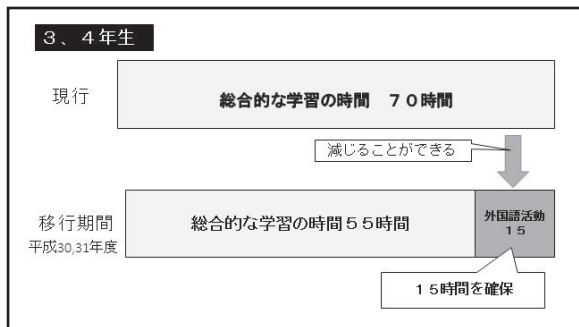 ３、４年生
現行
総合的な学習の時間　７０時間
減じることができる
移行期間
平成30,31年度
総合的な学習の時間５５時間
外国語活動
１５
１５時間を確保